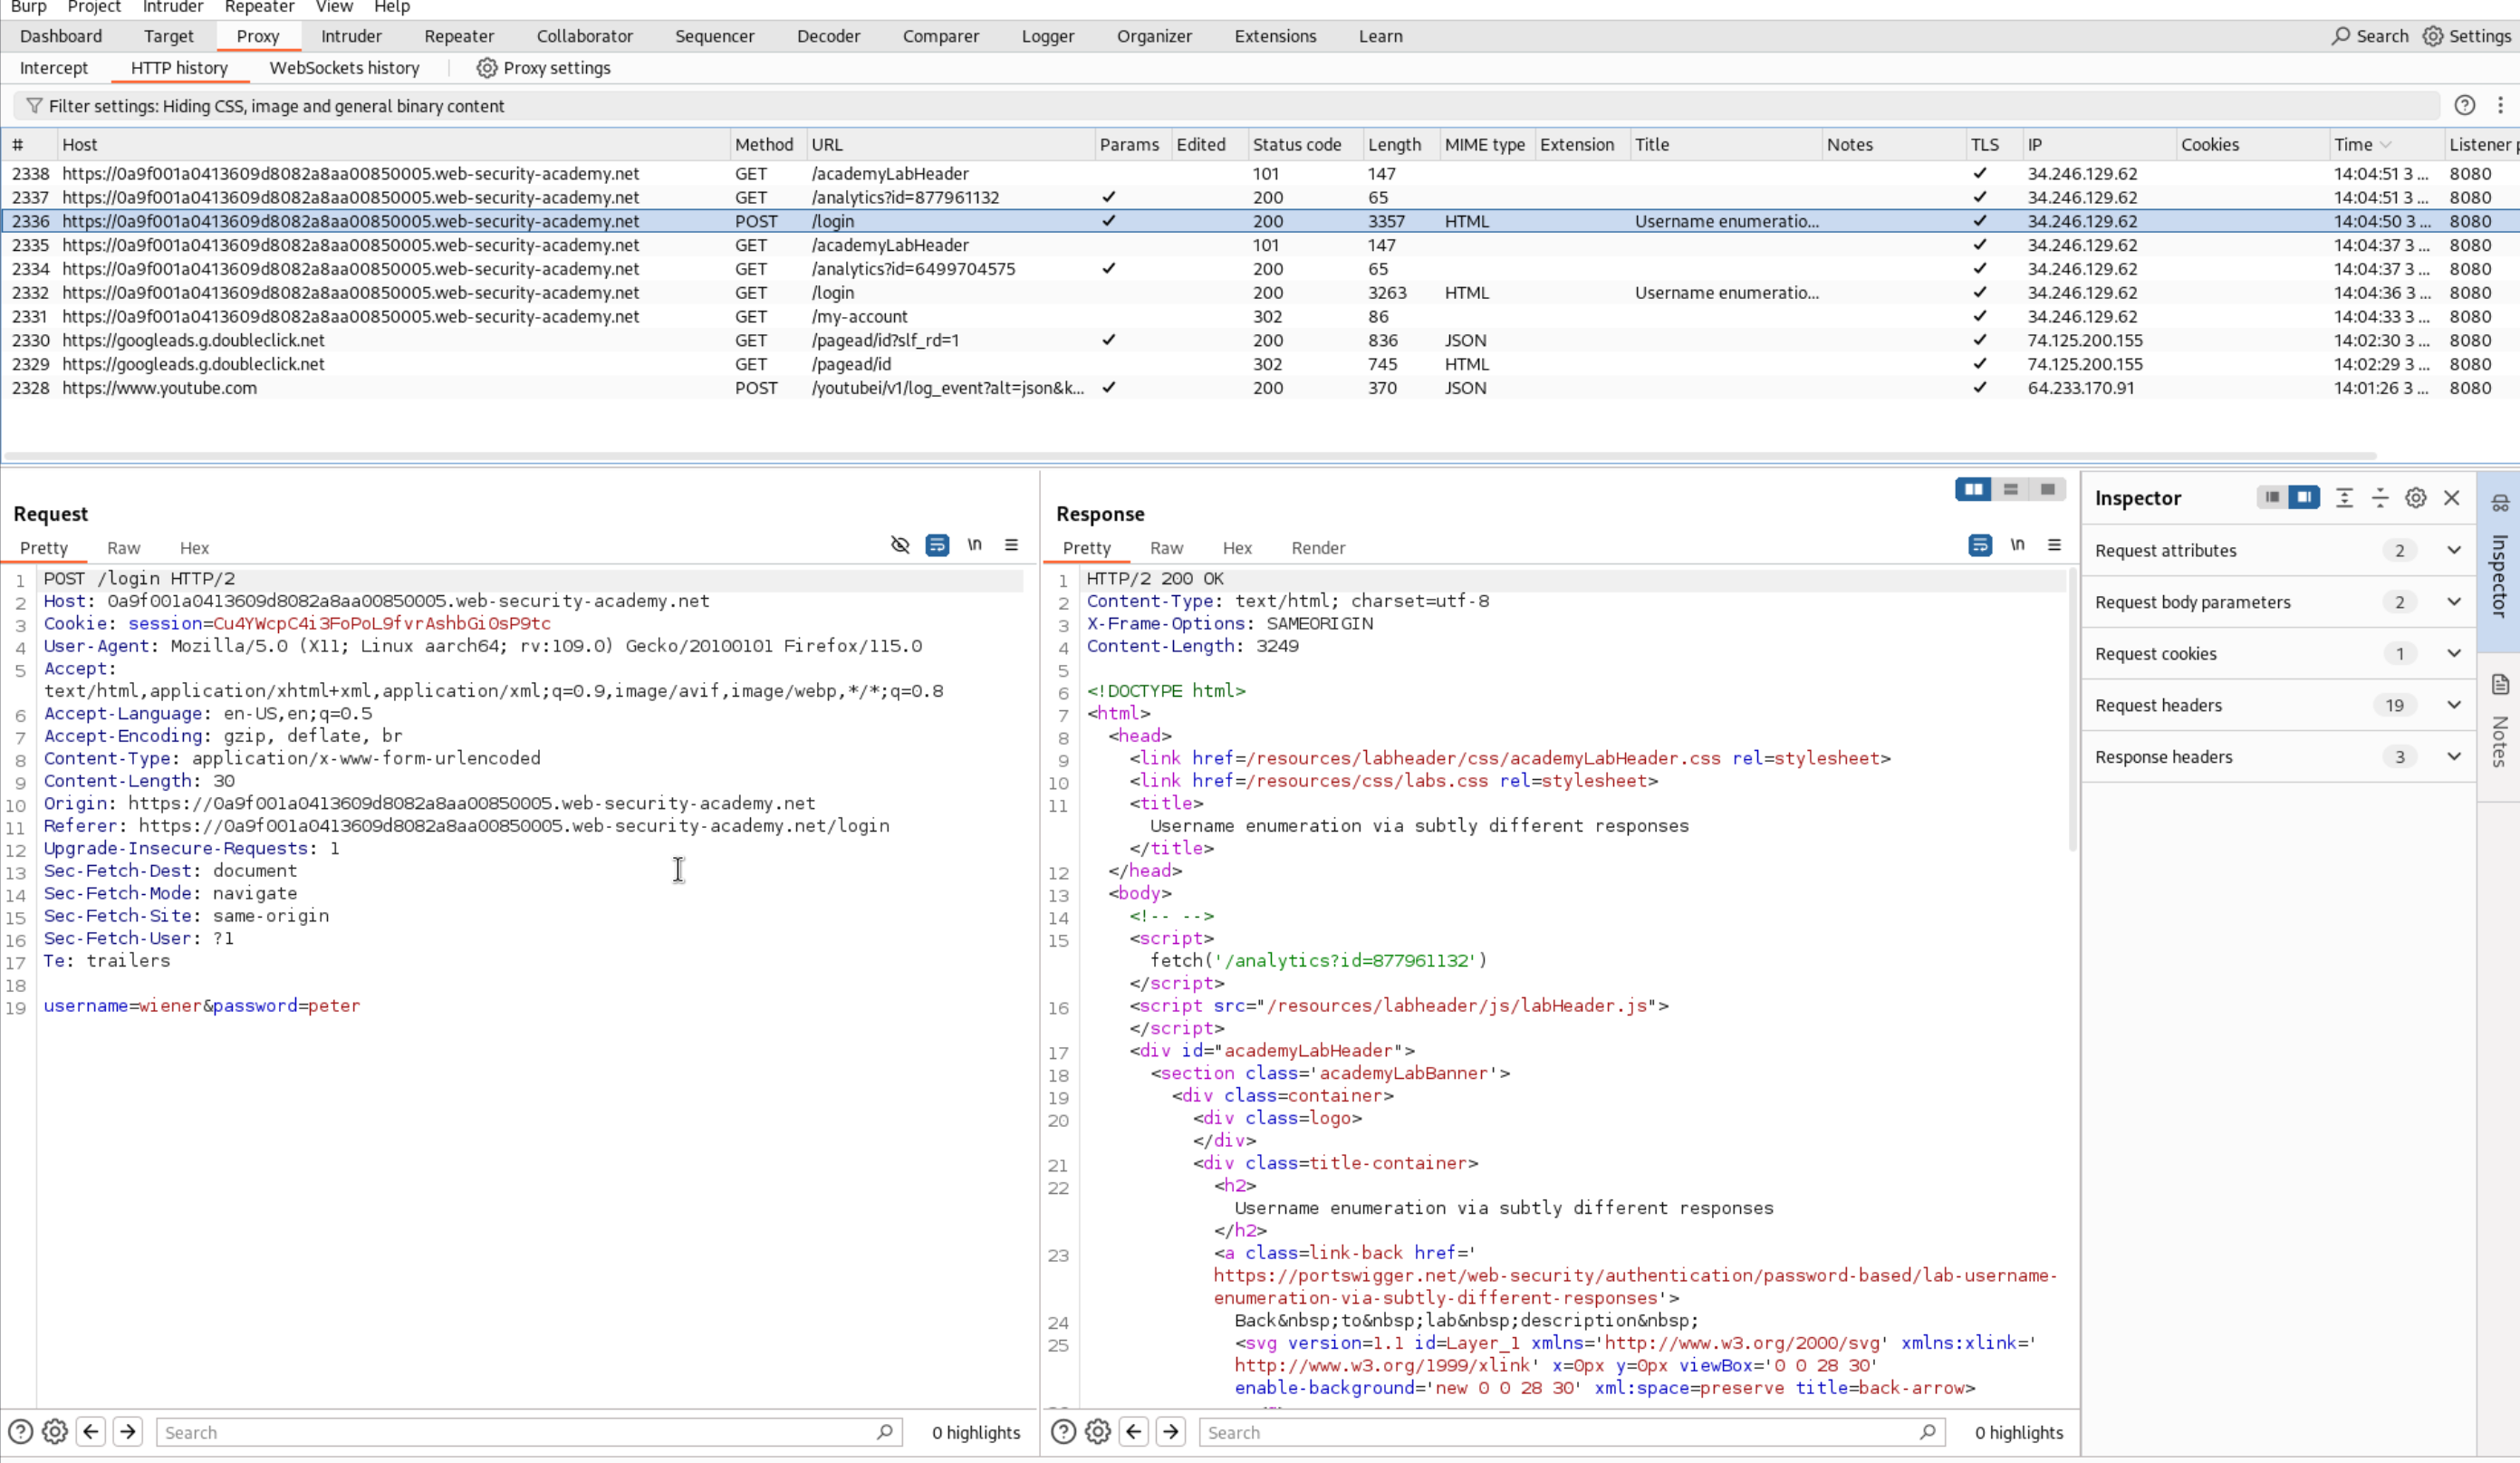 Burp Project Intruder Repeater View Help
Dashboard Target Proxy Intruder Repeater Collaborator Sequencer Decoder Comparer Logger Organizer Extensions Learn Search Settings
Intercept HTTP history WebSockets history Proxy settings
Filter settings: Hiding CSS, image and general binary content
# Host Method URL Params Edited Status code Length MIME type Extension Title Notes TLS IP Cookies Time Listener p
2338 https://0a9f001a0413609d8082a8aa00850005.web-security-academy.net GET /academyLabHeader 101 147 ✓ 34.246.129.62 14:04:51 3 ... 8080
2337 https://0a9f001a0413609d8082a8aa00850005.web-security-academy.net GET /analytics?id=877961132 ✓ 200 65 ✓ 34.246.129.62 14:04:51 3 ... 8080
2336 https://0a9f001a0413609d8082a8aa00850005.web-security-academy.net POST /login ✓ 200 3357 HTML Username enumeratio... ✓ 34.246.129.62 14:04:50 3 ... 8080
2335 https://0a9f001a0413609d8082a8aa00850005.web-security-academy.net GET /academyLabHeader 101 147 ✓ 34.246.129.62 14:04:37 3 ... 8080
2334 https://0a9f001a0413609d8082a8aa00850005.web-security-academy.net GET /analytics?id=6499704575 ✓ 200 65 ✓ 34.246.129.62 14:04:37 3 ... 8080
2332 https://0a9f001a0413609d8082a8aa00850005.web-security-academy.net GET /login 200 3263 HTML Username enumeratio... ✓ 34.246.129.62 14:04:36 3 ... 8080
2331 https://0a9f001a0413609d8082a8aa00850005.web-security-academy.net GET /my-account 302 86 ✓ 34.246.129.62 14:04:33 3 ... 8080
2330 https://googleads.g.doubleclick.net GET /pagead/id?slf_rd=1 ✓ 200 836 JSON ✓ 74.125.200.155 14:02:30 3 ... 8080
2329 https://googleads.g.doubleclick.net GET /pagead/id 302 745 HTML ✓ 74.125.200.155 14:02:29 3 ... 8080
2328 https://www.youtube.com POST /youtubei/v1/log_event?alt=json&k... ✓ 200 370 JSON ✓ 64.233.170.91 14:01:26 3 ... 8080
Request
Pretty Raw Hex \n
1 POST /login HTTP/2
2 Host: 0a9f001a0413609d8082a8aa00850005.web-security-academy.net
3 Cookie: session=Cu4YWcpC4i3FoPoL9fvrAshbGi0sP9tc
4 User-Agent: Mozilla/5.0 (X11; Linux aarch64; rv:109.0) Gecko/20100101 Firefox/115.0
5 Accept:
text/html,application/xhtml+xml,application/xml;q=0.9,image/avif,image/webp,*/*;q=0.8
6 Accept-Language: en-US,en;q=0.5
7 Accept-Encoding: gzip, deflate, br
8 Content-Type: application/x-www-form-urlencoded
9 Content-Length: 30
10 Origin: https://0a9f001a0413609d8082a8aa00850005.web-security-academy.net
11 Referer: https://0a9f001a0413609d8082a8aa00850005.web-security-academy.net/login
12 Upgrade-Insecure-Requests: 1
13 Sec-Fetch-Dest: document
14 Sec-Fetch-Mode: navigate
15 Sec-Fetch-Site: same-origin
16 Sec-Fetch-User: ?1
17 Te: trailers
18
19 username=wiener&password=peter
Search 0 highlights
Response
Pretty Raw Hex Render \n
1 HTTP/2 200 OK
2 Content-Type: text/html; charset=utf-8
3 X-Frame-Options: SAMEORIGIN
4 Content-Length: 3249
5
6 <!DOCTYPE html>
7 <html>
8 <head>
9 <link href=/resources/labheader/css/academyLabHeader.css rel=stylesheet>
10 <link href=/resources/css/labs.css rel=stylesheet>
11 <title>
Username enumeration via subtly different responses
</title>
12 </head>
13 <body>
14 <!-- -->
15 <script>
fetch('/analytics?id=877961132')
</script>
16 <script src="/resources/labheader/js/labHeader.js">
</script>
17 <div id="academyLabHeader">
18 <section class='academyLabBanner'>
19 <div class=container>
20 <div class=logo>
</div>
21 <div class=title-container>
22 <h2>
Username enumeration via subtly different responses
</h2>
23 <a class=link-back href='
https://portswigger.net/web-security/authentication/password-based/lab-username-
enumeration-via-subtly-different-responses'>
24 Back&nbsp;to&nbsp;lab&nbsp;description&nbsp;
25 <svg version=1.1 id=Layer_1 xmlns='http://www.w3.org/2000/svg' xmlns:xlink='
http://www.w3.org/1999/xlink' x=0px y=0px viewBox='0 0 28 30'
enable-background='new 0 0 28 30' xml:space=preserve title=back-arrow>
Search 0 highlights
Inspector
Request attributes 2
Request body parameters 2
Request cookies 1
Request headers 19
Response headers 3
Inspector
Notes